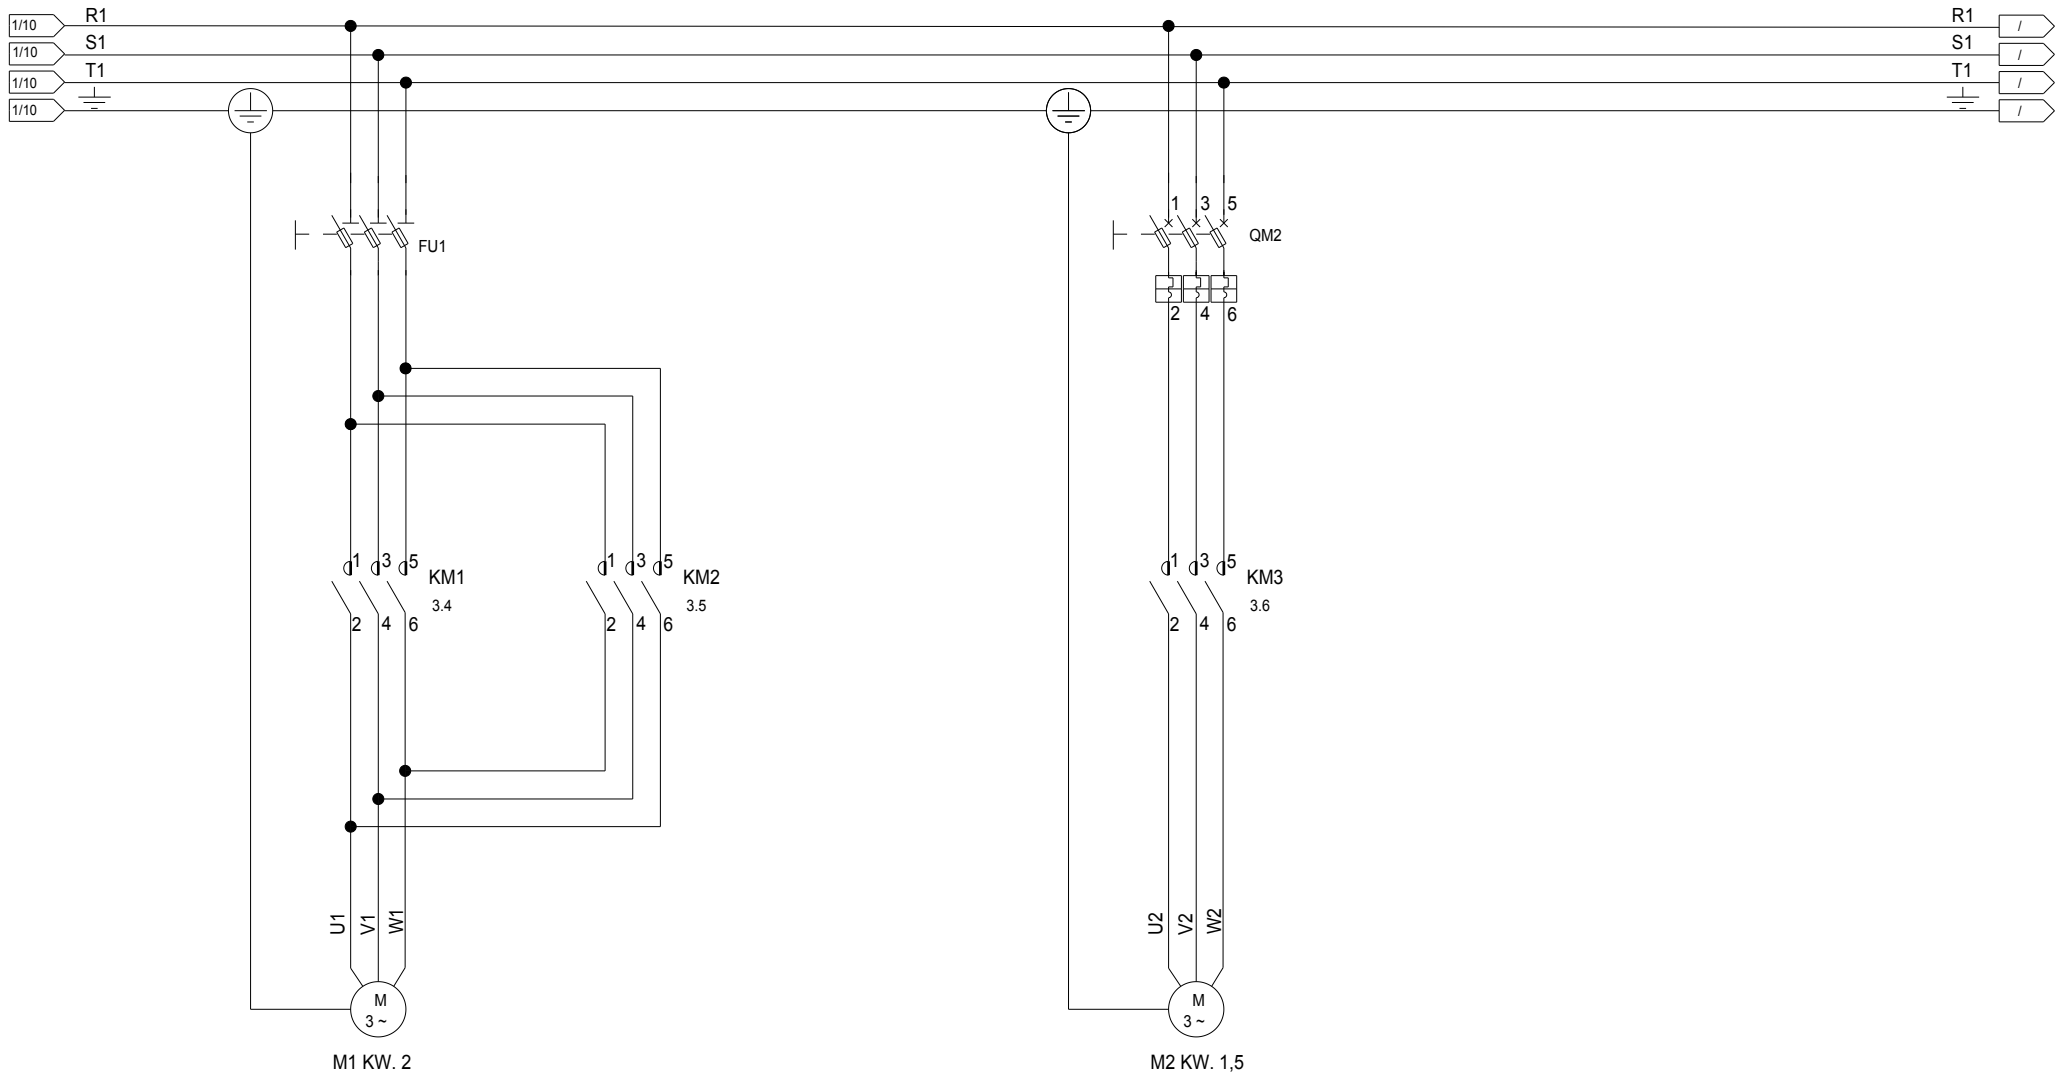 1/10 R1 R1 /
1/10 S1 S1 /
1/10 T1 T1 /
1/10 /
1 3 5
FU1 QM2
2 4 6
1 3 5 KM1 1 3 5 KM2 1 3 5 KM3
3.4 3.5 3.6
2 4 6 2 4 6 2 4 6
U1 V1 W1 U2 V2 W2
M M
3 ~ 3 ~
M1 KW. 2 M2 KW. 1,5